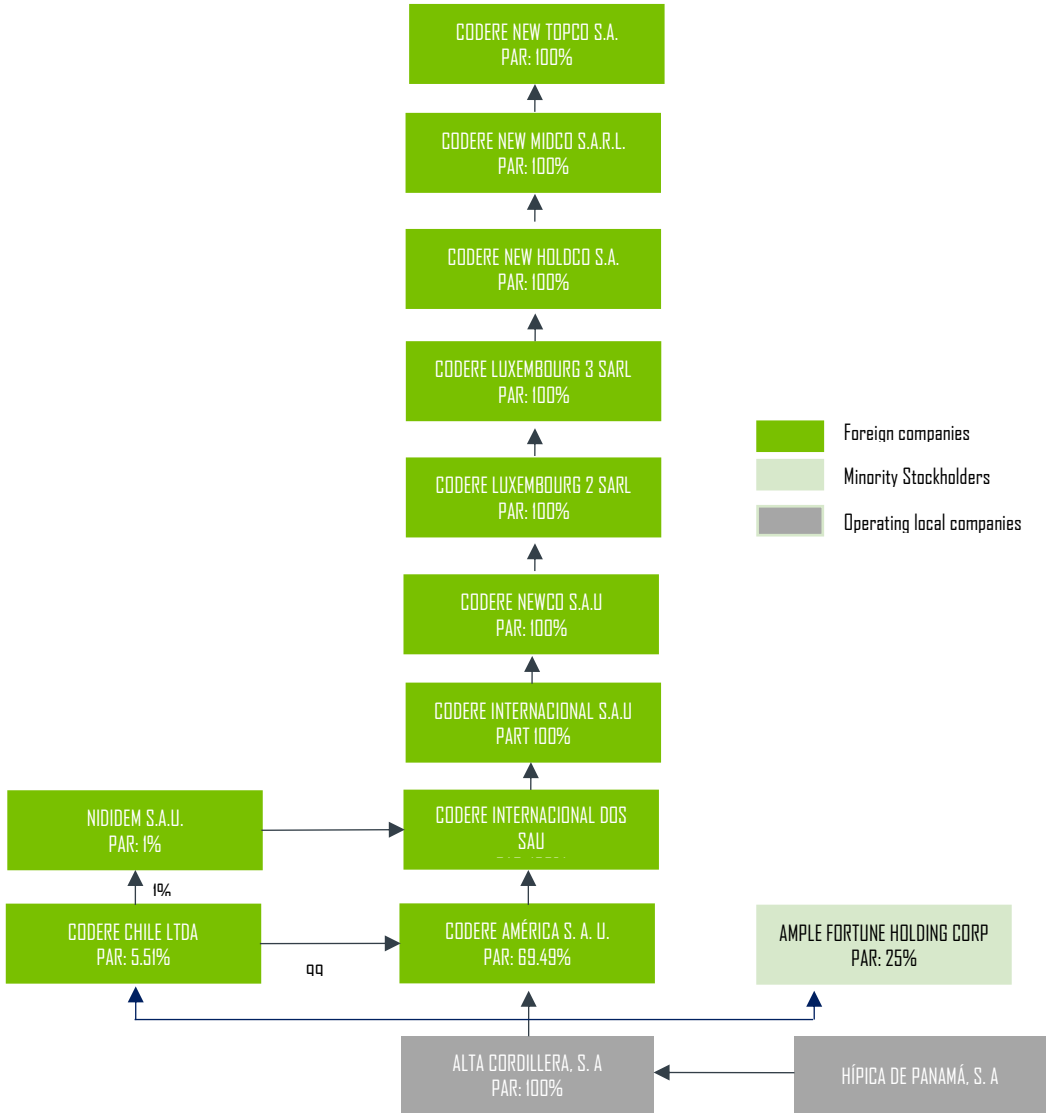 CODERE NEW TOPCO S.A.
PAR: 100%
CODERE NEW MIDCO S.A.R.L.
PAR: 100%
CODERE NEW HOLDCO S.A.
PAR: 100%
CODERE LUXEMBOURG 3 SARL
PAR: 100%
Foreign companies
Minority Stockholders
Operating local companies
CODERE LUXEMBOURG 2 SARL
PAR: 100%
CODERE NEWCO S.A.U
PAR: 100%
CODERE INTERNACIONAL S.A.U
PART 100%
NIDIDEM S.A.U.
PAR: 1%
CODERE INTERNACIONAL DOS
SAU
1%
CODERE CHILE LTDA
PAR: 5.51%
99
CODERE AMÉRICA S. A. U.
PAR: 69.49%
AMPLE FORTUNE HOLDING CORP
PAR: 25%
ALTA CORDILLERA, S. A
PAR: 100%
HÍPICA DE PANAMÁ, S. A